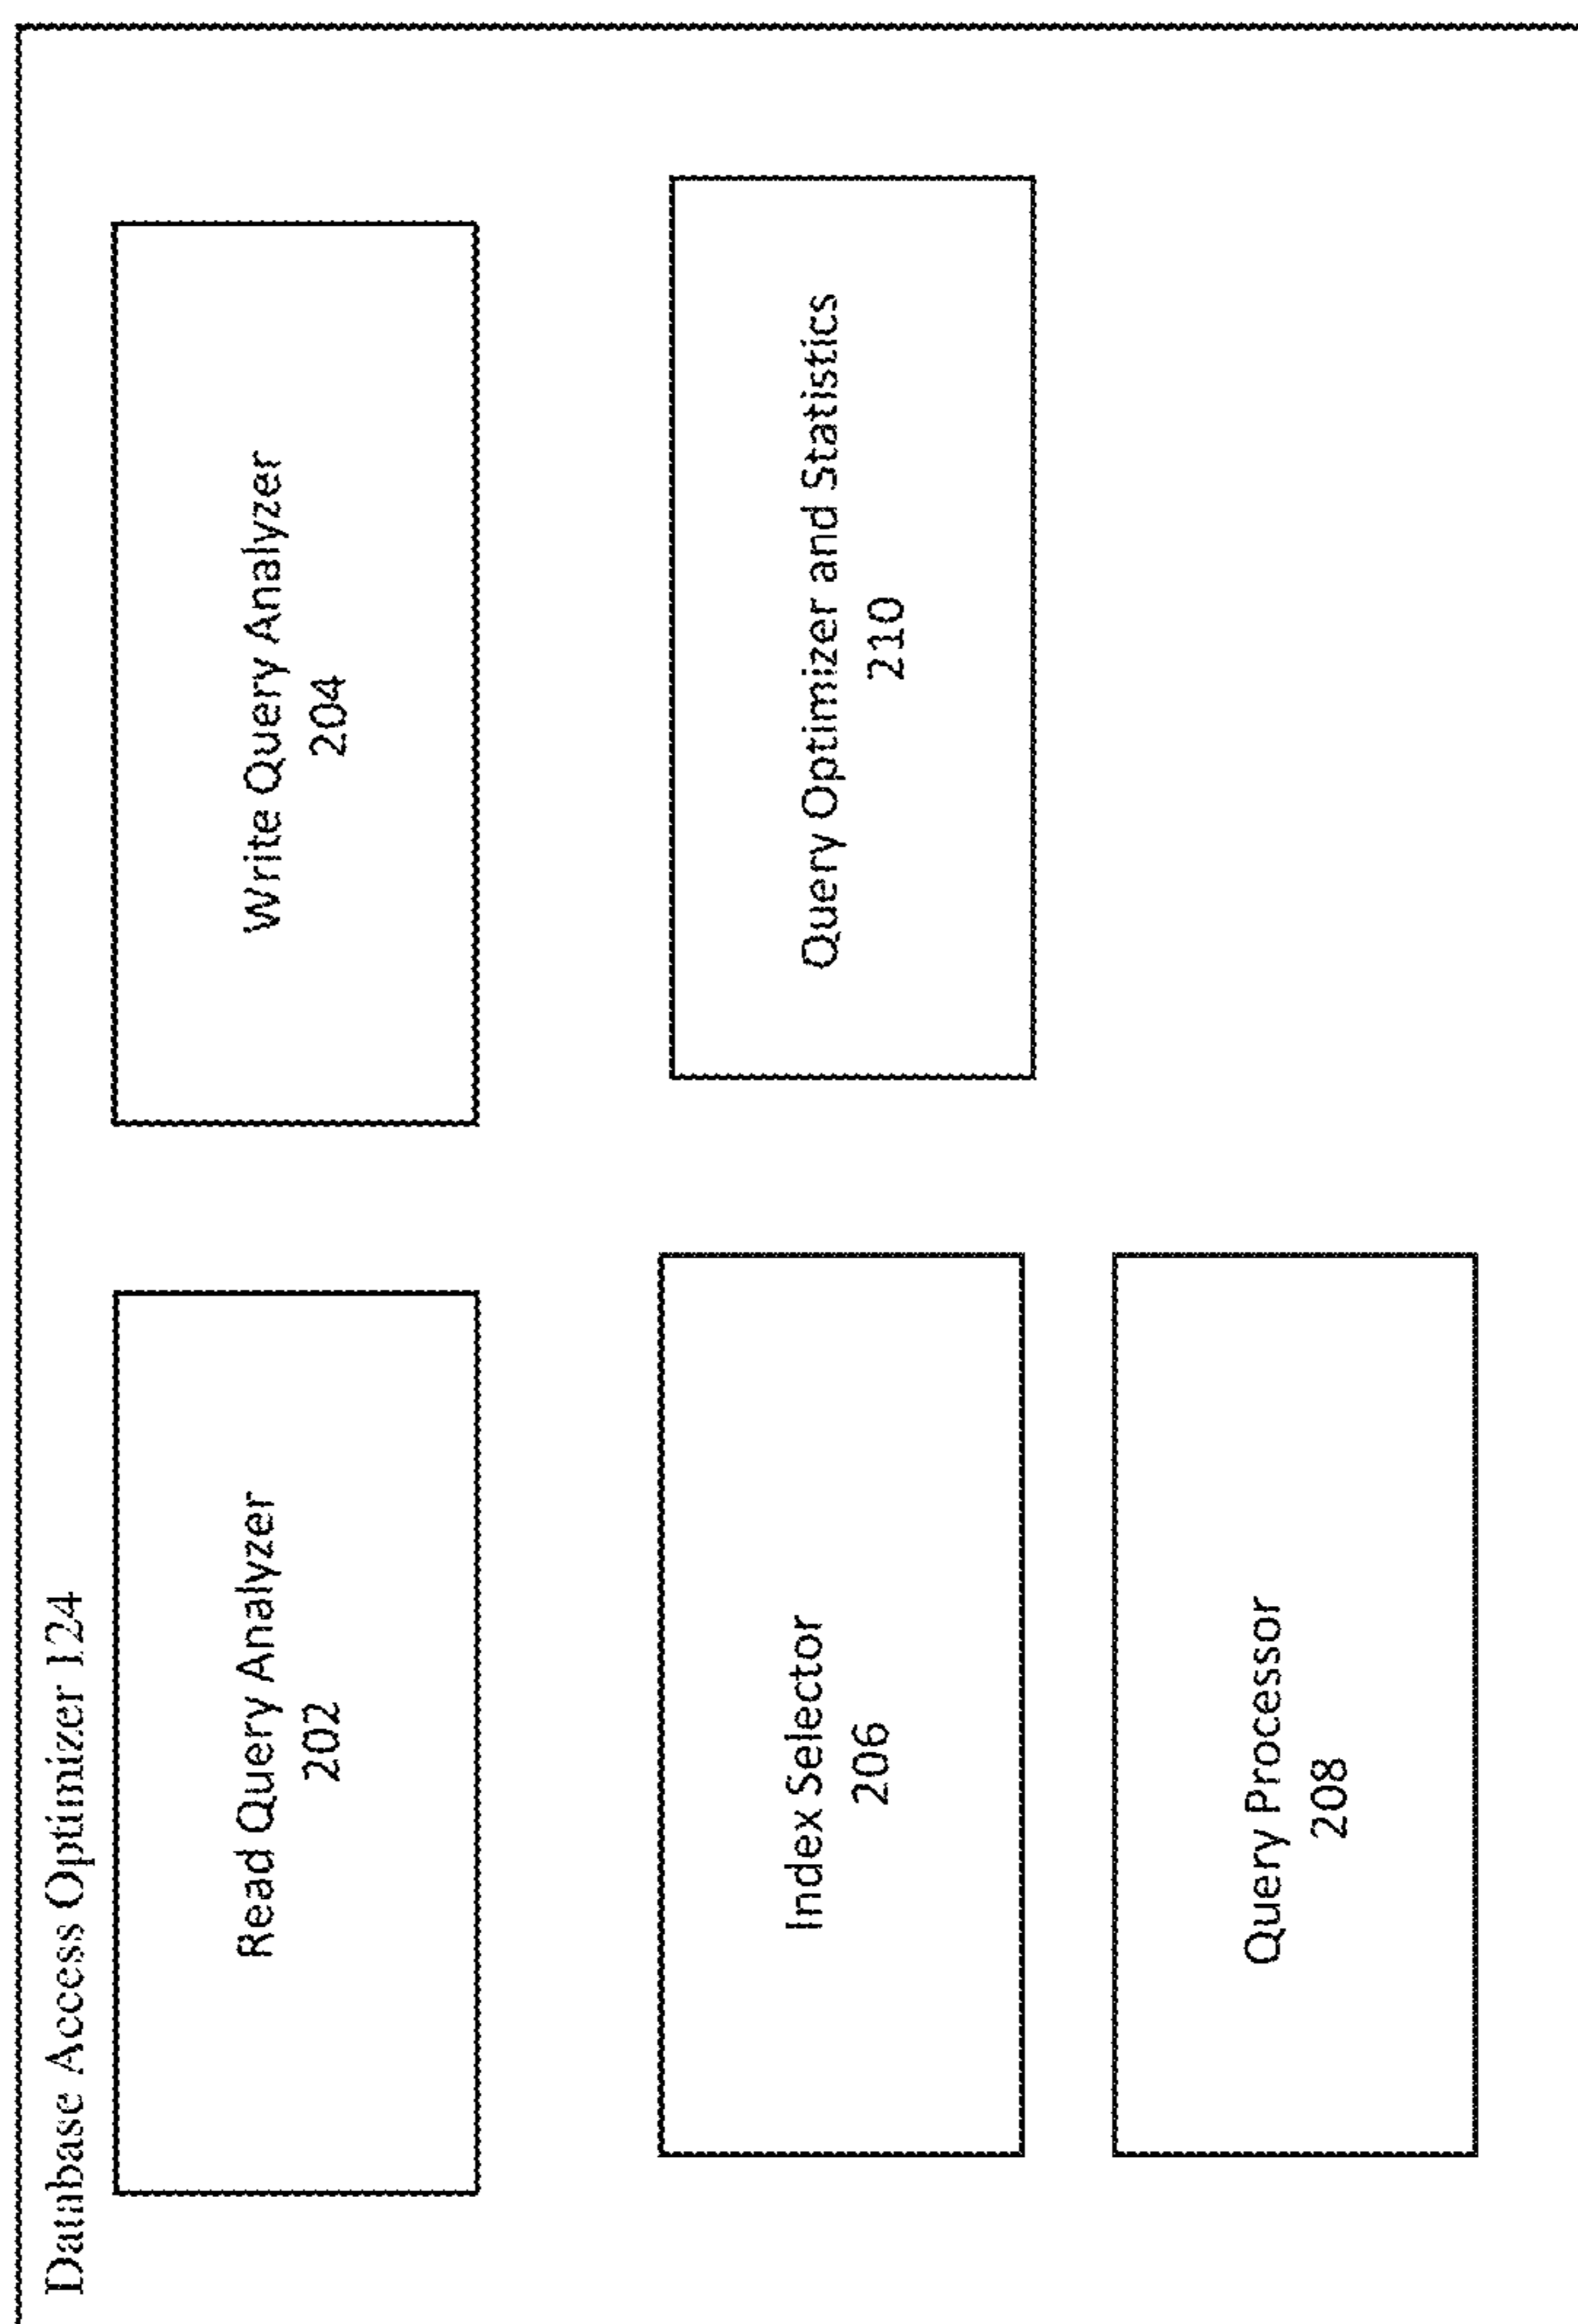 Database Access Optimizer 124
Read Query Analyzer
202
Write Query Analyzer
204
Index Selector
206
Query Optimizer and Statistics
210
Query Processor
208